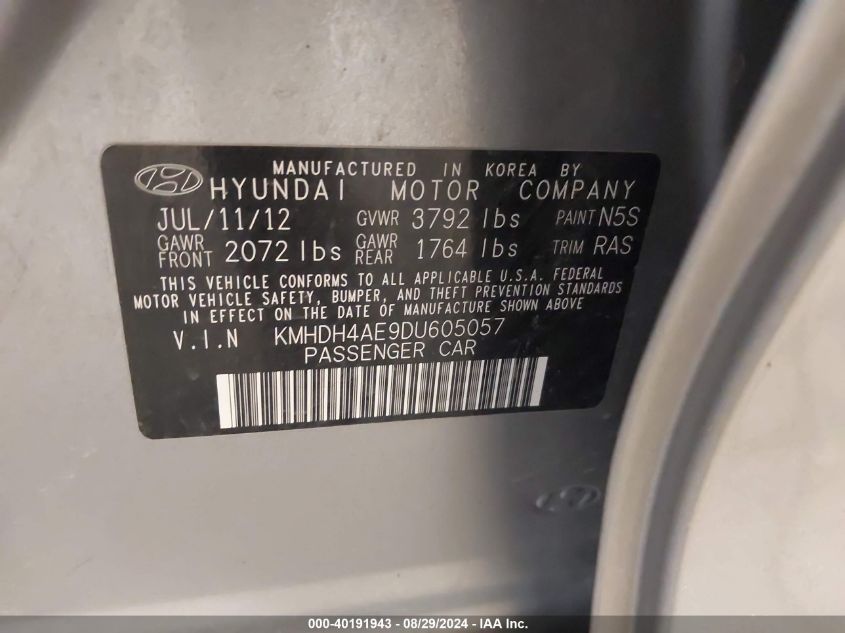 MANUFACTURED IN KOREA BY
HYUNDAI MOTOR COMPANY
JUL/11/12 GVWR 3792 lbs PAINT N5S
GAWR FRONT 2072 lbs GAWR REAR 1764 lbs TRIM RAS
THIS VEHICLE CONFORMS TO ALL APPLICABLE U.S.A. FEDERAL
MOTOR VEHICLE SAFETY, BUMPER, AND THEFT PREVENTION STANDARDS
IN EFFECT ON THE DATE OF MANUFACTURE SHOWN ABOVE
V.I.N KMHDH4AE9DU605057
PASSENGER CAR
000-40191943 - 08/29/2024 - IAA Inc.